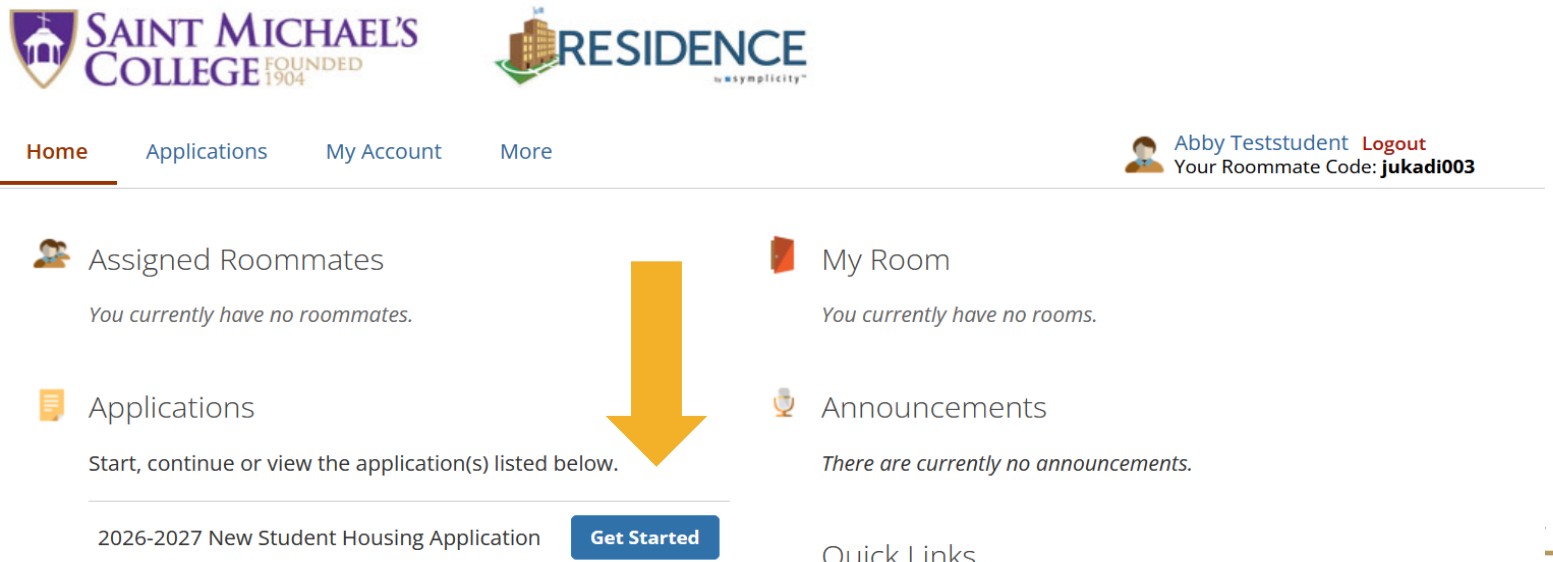 SAINT MICHAEL'S
COLLEGE FOUNDED 1904
RESIDENCE
by symplicity
Home Applications My Account More
Abby Teststudent Logout
Your Roommate Code: jukadi003
Assigned Roommates
You currently have no roommates.
My Room
You currently have no rooms.
Applications
Start, continue or view the application(s) listed below.
2026-2027 New Student Housing Application Get Started
Announcements
There are currently no announcements.
Quick Links